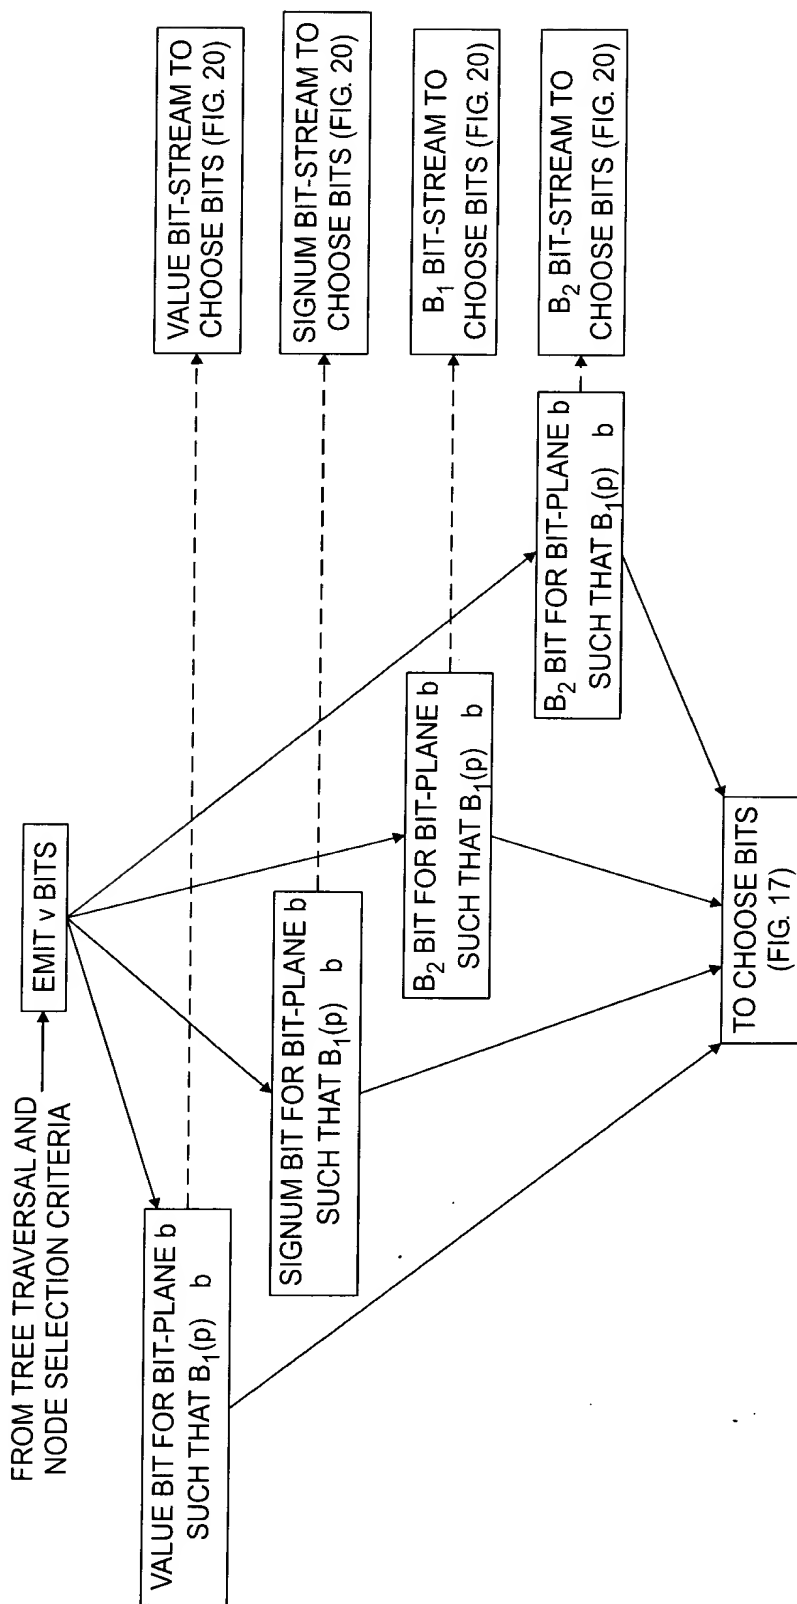 FROM TREE TRAVERSAL AND
NODE SELECTION CRITERIA
EMIT v BITS
VALUE BIT FOR BIT-PLANE b
SUCH THAT B₁(p) b
SIGNUM BIT FOR BIT-PLANE b
SUCH THAT B₁(p) b
B₂ BIT FOR BIT-PLANE b
SUCH THAT B₁(p) b
B₂ BIT FOR BIT-PLANE b
SUCH THAT B₁(p) b
VALUE BIT-STREAM TO
CHOOSE BITS (FIG. 20)
SIGNUM BIT-STREAM TO
CHOOSE BITS (FIG. 20)
B₁ BIT-STREAM TO
CHOOSE BITS (FIG. 20)
B₂ BIT-STREAM TO
CHOOSE BITS (FIG. 20)
TO CHOOSE BITS
(FIG. 17)